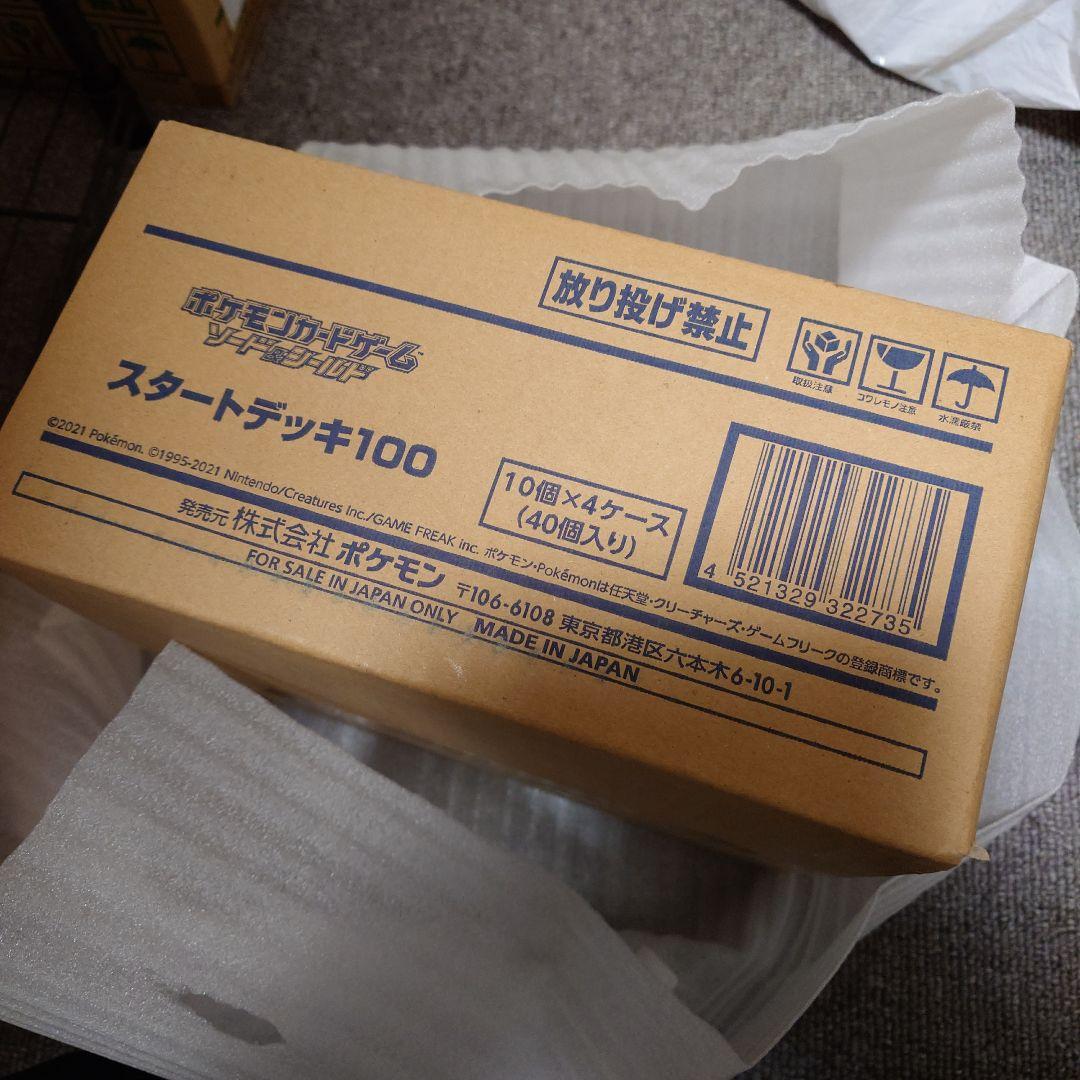 放り投げ禁止
取扱注意
コワレモノ注意
水濡厳禁
ポケモンカードゲーム
ソード&シールド
スタートデッキ100
10個×4ケース
(40個入り)
4 521329 322735
©2021 Pokémon. ©1995-2021 Nintendo/Creatures Inc./GAME FREAK inc. ポケモン・Pokémonは任天堂・クリーチャーズ・ゲームフリークの登録商標です。
発売元 株式会社 ポケモン 〒106-6108 東京都港区六本木6-10-1
FOR SALE IN JAPAN ONLY MADE IN JAPAN